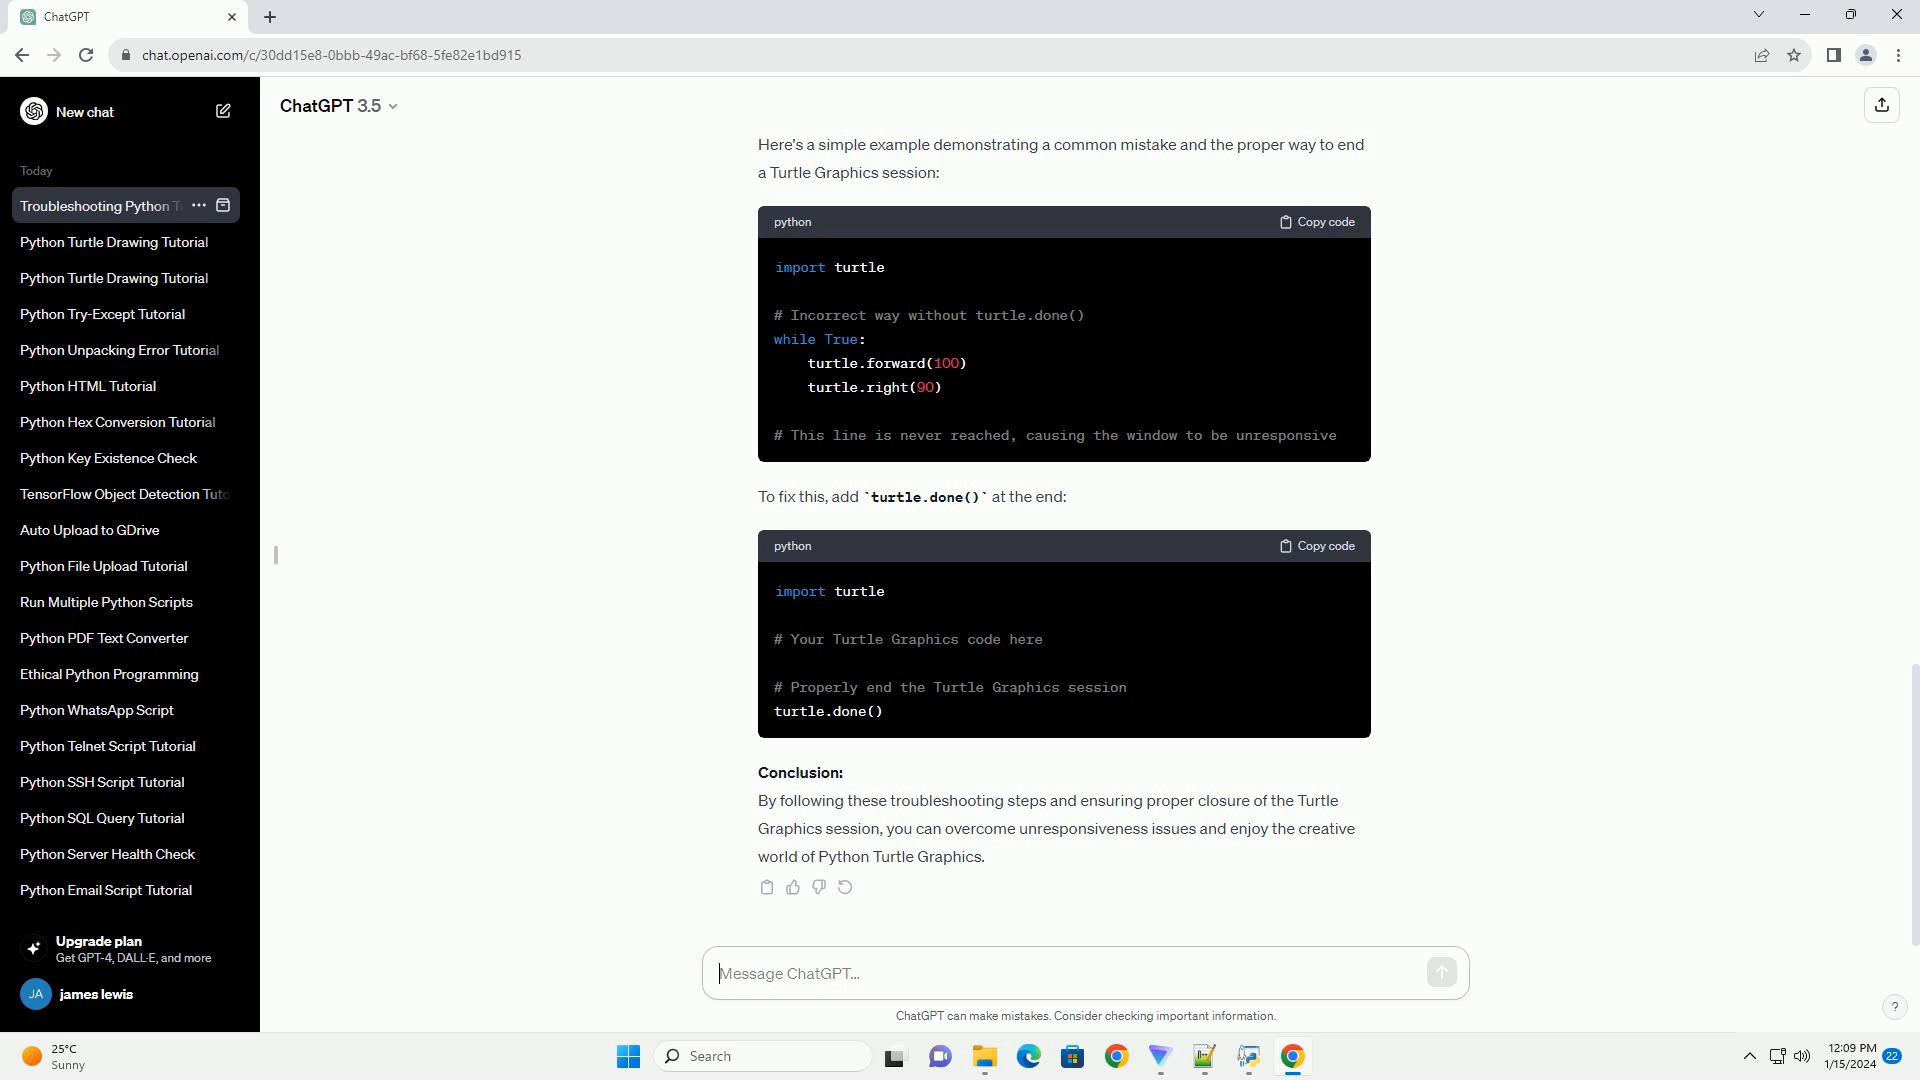 ChatGPT
chat.openai.com/c/30dd15e8-0bbb-49ac-bf68-5fe82e1bd915
New chat
Today
Troubleshooting Python T
Python Turtle Drawing Tutorial
Python Turtle Drawing Tutorial
Python Try-Except Tutorial
Python Unpacking Error Tutorial
Python HTML Tutorial
Python Hex Conversion Tutorial
Python Key Existence Check
TensorFlow Object Detection Tuto
Auto Upload to GDrive
Python File Upload Tutorial
Run Multiple Python Scripts
Python PDF Text Converter
Ethical Python Programming
Python WhatsApp Script
Python Telnet Script Tutorial
Python SSH Script Tutorial
Python SQL Query Tutorial
Python Server Health Check
Python Email Script Tutorial
Upgrade plan
Get GPT-4, DALL·E, and more
JA james lewis
ChatGPT 3.5
Here's a simple example demonstrating a common mistake and the proper way to end
a Turtle Graphics session:
python Copy code
import turtle
# Incorrect way without turtle.done()
while True:
turtle.forward(100)
turtle.right(90)
# This line is never reached, causing the window to be unresponsive
To fix this, add `turtle.done()` at the end:
python Copy code
import turtle
# Your Turtle Graphics code here
# Properly end the Turtle Graphics session
turtle.done()
Conclusion:
By following these troubleshooting steps and ensuring proper closure of the Turtle
Graphics session, you can overcome unresponsiveness issues and enjoy the creative
world of Python Turtle Graphics.
Message ChatGPT...
ChatGPT can make mistakes. Consider checking important information.
?
25°C
Sunny
Search
12:09 PM
1/15/2024
22